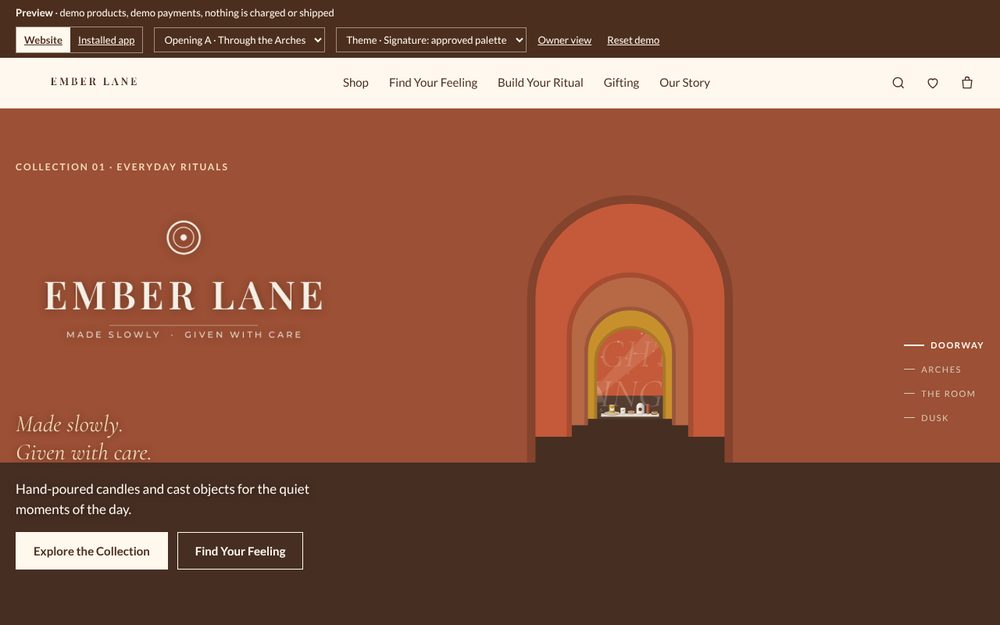 Preview · demo products, demo payments, nothing is charged or shipped
Website Installed app Opening A · Through the Arches Theme · Signature: approved palette Owner view Reset demo
EMBER LANE Shop Find Your Feeling Build Your Ritual Gifting Our Story
COLLECTION 01 · EVERYDAY RITUALS
EMBER LANE
MADE SLOWLY · GIVEN WITH CARE
DOORWAY
ARCHES
THE ROOM
DUSK
Made slowly.
Given with care.
Hand-poured candles and cast objects for the quiet
moments of the day.
Explore the Collection Find Your Feeling